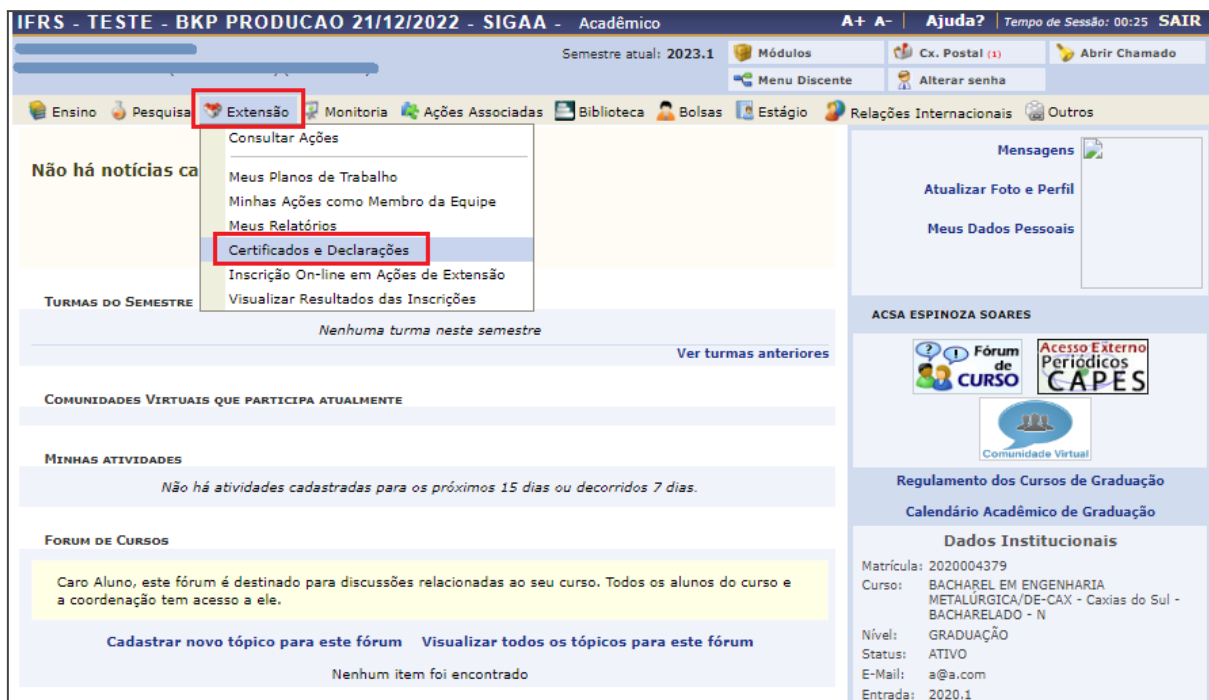 IFRS - TESTE - BKP PRODUCAO 21/12/2022 - SIGAA - Acadêmico
A+ A- | Ajuda? | Tempo de Sessão: 00:25 SAIR
Semestre atual: 2023.1
Módulos
Cx. Postal (1)
Abrir Chamado
Menu Discente
Alterar senha
Ensino Pesquisa Extensão Monitoria Ações Associadas Biblioteca Bolsas Estágio Relações Internacionais Outros
Consultar Ações
Meus Planos de Trabalho
Minhas Ações como Membro da Equipe
Meus Relatórios
Certificados e Declarações
Inscrição On-line em Ações de Extensão
Visualizar Resultados das Inscrições
Não há notícias ca
TURMAS DO SEMESTRE
Nenhuma turma neste semestre
Ver turmas anteriores
COMUNIDADES VIRTUAIS QUE PARTICIPA ATUALMENTE
MINHAS ATIVIDADES
Não há atividades cadastradas para os próximos 15 dias ou decorridos 7 dias.
FORUM DE CURSOS
Caro Aluno, este fórum é destinado para discussões relacionadas ao seu curso. Todos os alunos do curso e
a coordenação tem acesso a ele.
Cadastrar novo tópico para este fórum Visualizar todos os tópicos para este fórum
Nenhum item foi encontrado
Mensagens
Atualizar Foto e Perfil
Meus Dados Pessoais
ACSA ESPINOZA SOARES
Fórum
de
CURSO
Acesso Externo
Periódicos
CAPES
Comunidade Virtual
Regulamento dos Cursos de Graduação
Calendário Acadêmico de Graduação
Dados Institucionais
Matrícula: 2020004379
Curso: BACHAREL EM ENGENHARIA
METALÚRGICA/DE-CAX - Caxias do Sul -
BACHARELADO - N
Nível: GRADUAÇÃO
Status: ATIVO
E-Mail: a@a.com
Entrada: 2020.1